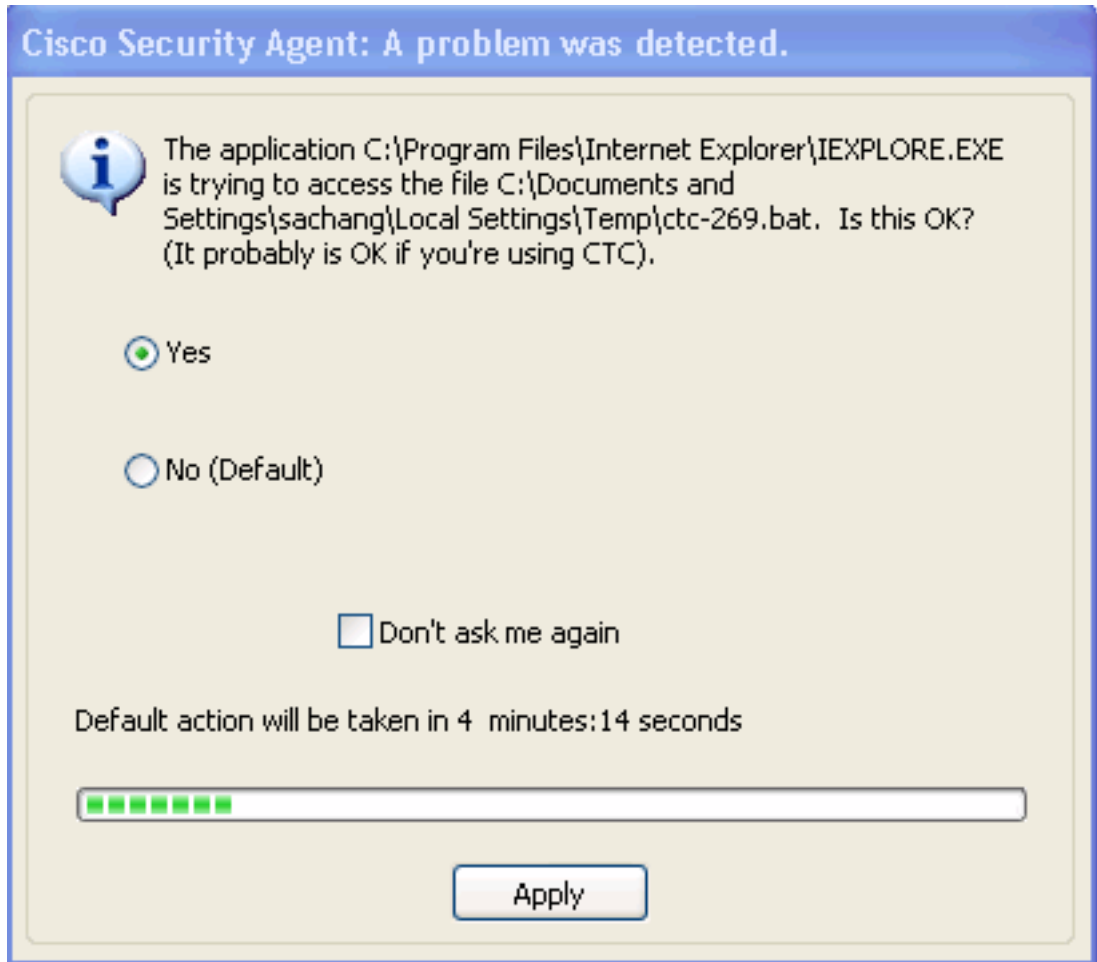 Cisco Security Agent: A problem was detected.
The application C:\Program Files\Internet Explorer\IEXPLORE.EXE
is trying to access the file C:\Documents and
Settings\sachang\Local Settings\Temp\ctc-269.bat.  Is this OK?
(It probably is OK if you're using CTC).
Yes
No (Default)
Don't ask me again
Default action will be taken in 4  minutes:14 seconds
Apply